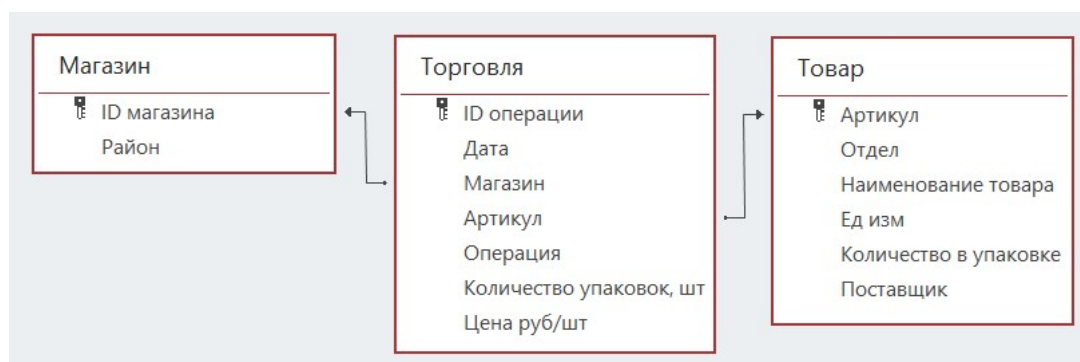 Магазин
ID магазина
Район
Торговля
ID операции
Дата
Магазин
Артикул
Операция
Количество упаковок, шт
Цена руб/шт
Товар
Артикул
Отдел
Наименование товара
Ед изм
Количество в упаковке
Поставщик